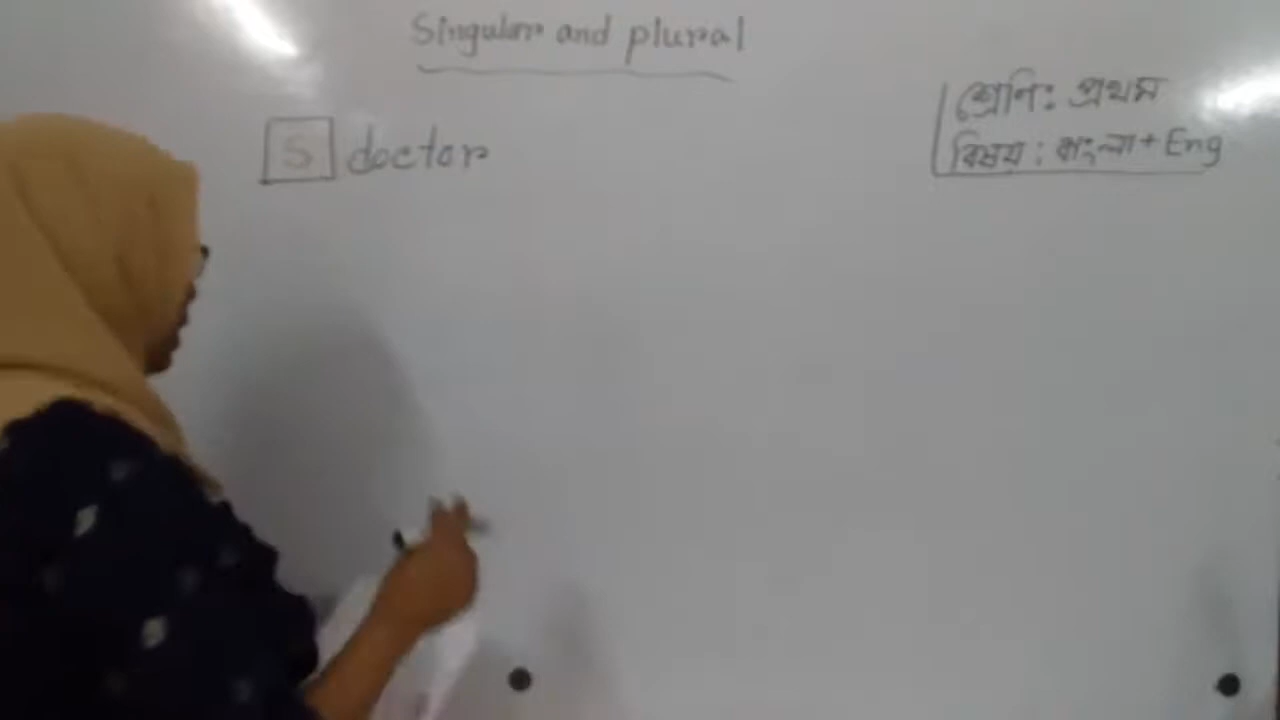 Singular and plural
S doctor
শ্রেণি: প্রথম
বিষয়: বাংলা + Eng